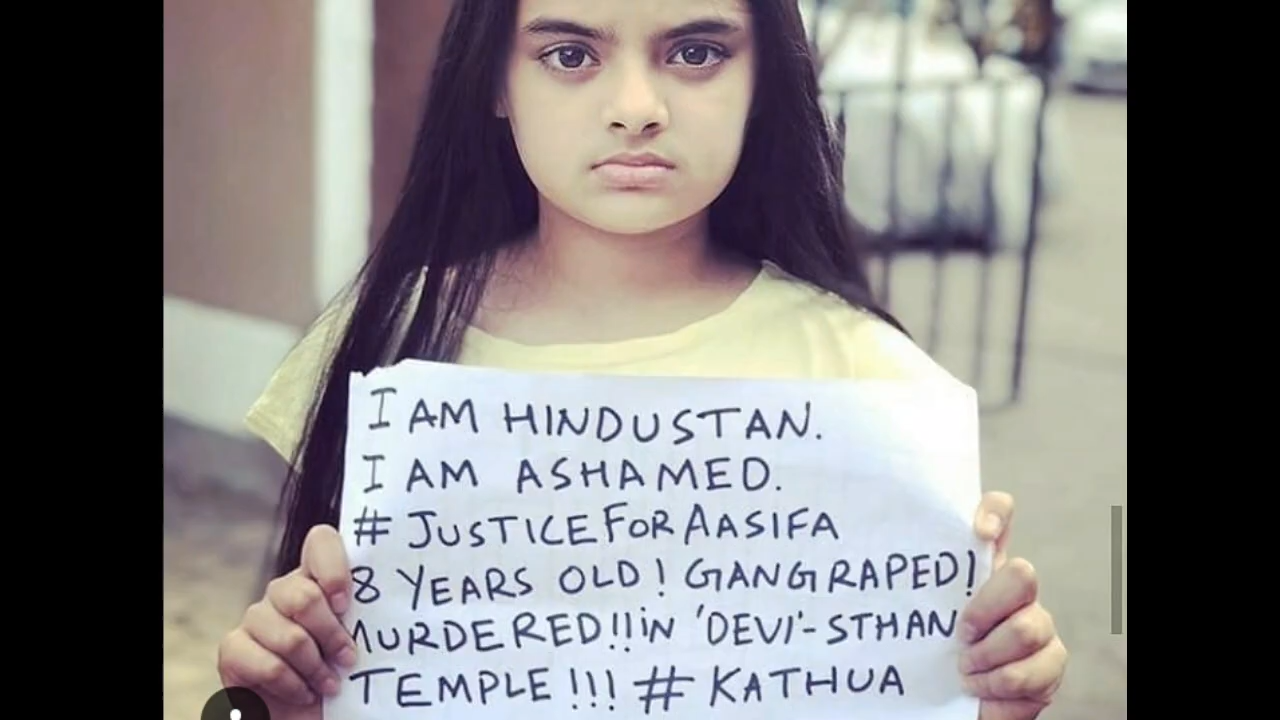 I AM HINDUSTAN.
I AM ASHAMED.
# JUSTICEFORAASIFA
8 YEARS OLD! GANGRAPED!
MURDERED!! IN 'DEVI'-STHAN
TEMPLE!!! # KATHUA